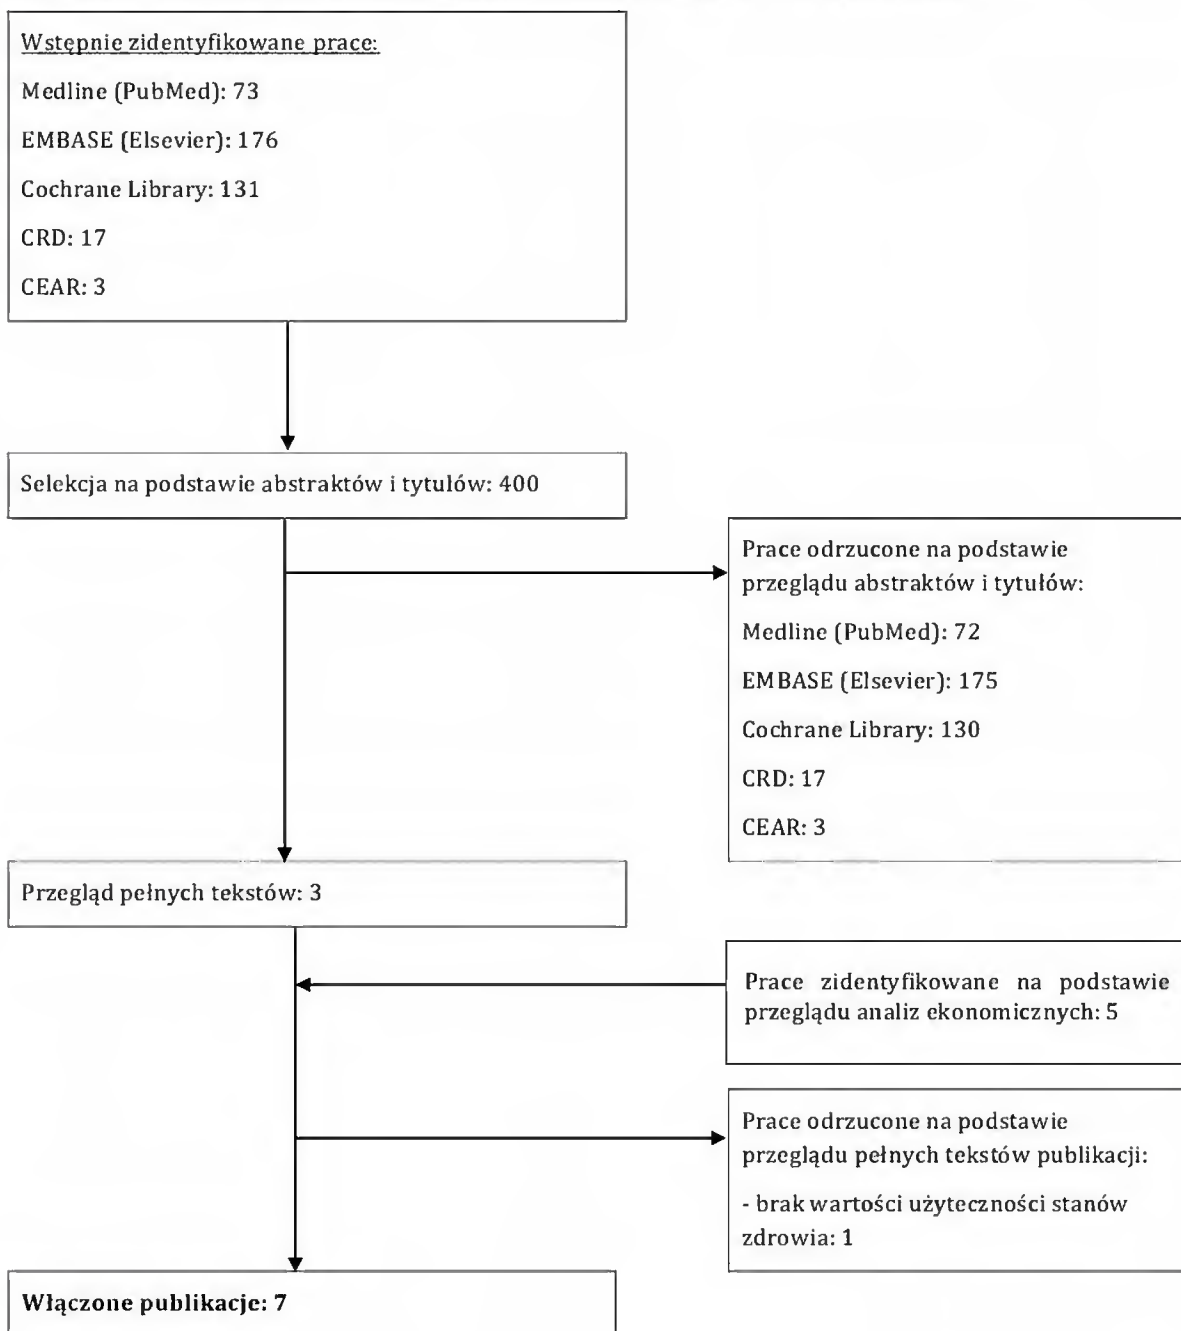 Wstępnie zidentyfikowane prace:
Medline (PubMed): 73
EMBASE (Elsevier): 176
Cochrane Library: 131
CRD: 17
CEAR: 3
Selekcja na podstawie abstraktów i tytułów: 400
Prace odrzucone na podstawie
przeglądu abstraktów i tytułów:
Medline (PubMed): 72
EMBASE (Elsevier): 175
Cochrane Library: 130
CRD: 17
CEAR: 3
Przegląd pełnych tekstów: 3
Prace zidentyfikowane na podstawie
przeglądu analiz ekonomicznych: 5
Prace odrzucone na podstawie
przeglądu pełnych tekstów publikacji:
- brak wartości użyteczności stanów
zdrowia: 1
Włączone publikacje: 7